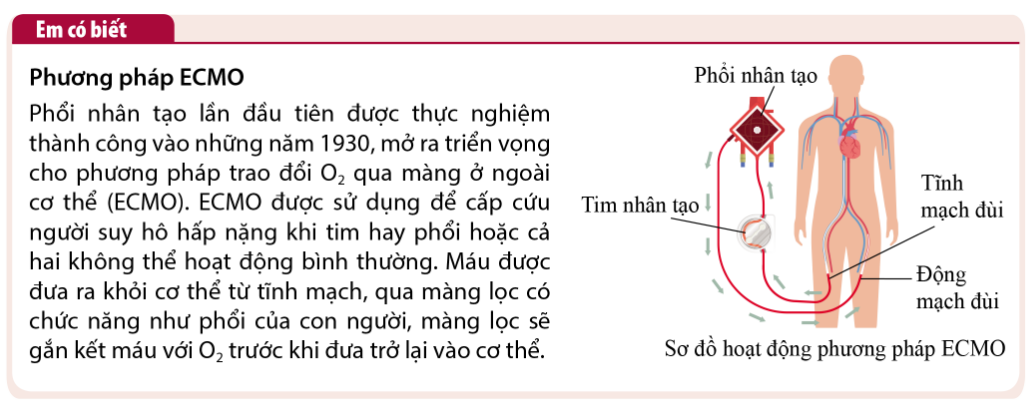 Em có biết
Phương pháp ECMO
Phổi nhân tạo lần đầu tiên được thực nghiệm
thành công vào những năm 1930, mở ra triển vọng
cho phương pháp trao đổi O₂ qua màng ở ngoài
cơ thể (ECMO). ECMO được sử dụng để cấp cứu
người suy hô hấp nặng khi tim hay phổi hoặc cả
hai không thể hoạt động bình thường. Máu được
đưa ra khỏi cơ thể từ tĩnh mạch, qua màng lọc có
chức năng như phổi của con người, màng lọc sẽ
gắn kết máu với O₂ trước khi đưa trở lại vào cơ thể.
Phổi nhân tạo
Tim nhân tạo
Tĩnh
mạch đùi
Động
mạch đùi
Sơ đồ hoạt động phương pháp ECMO